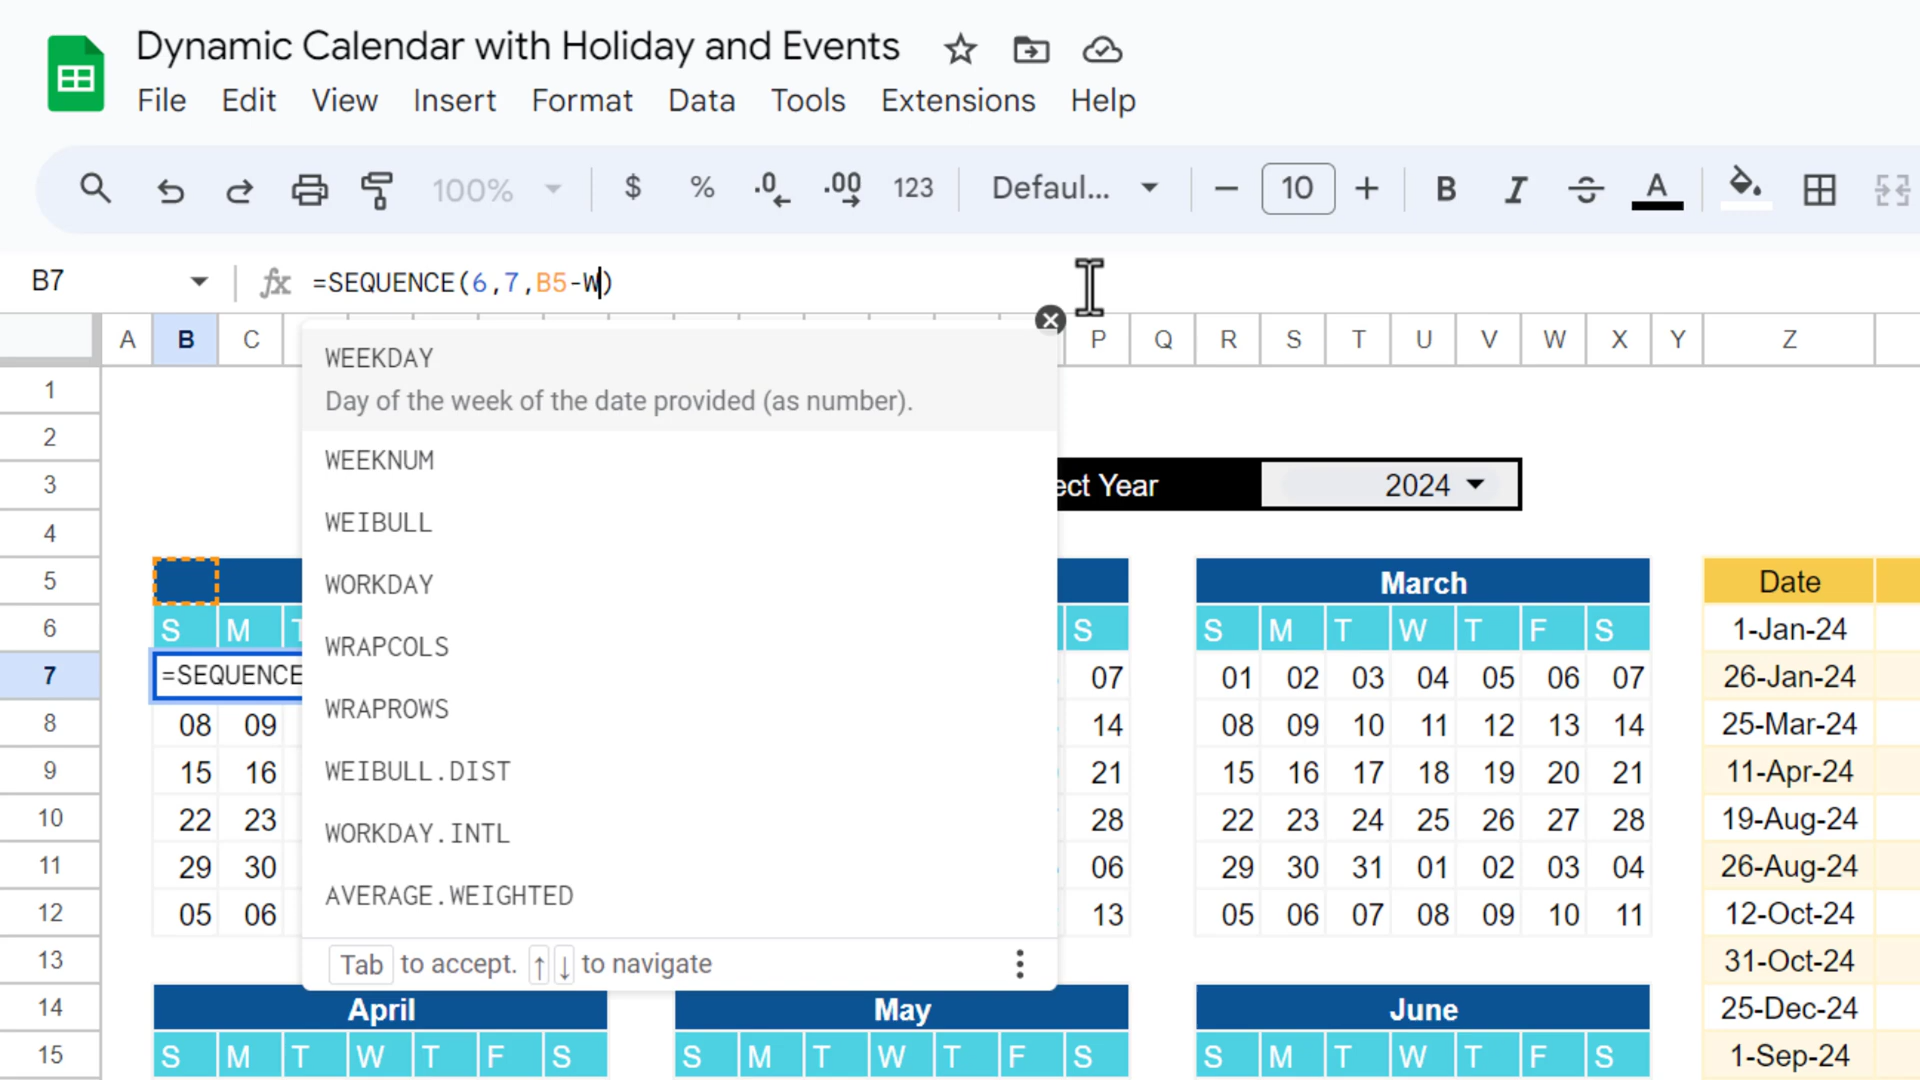 Dynamic Calendar with Holiday and Events
File Edit View Insert Format Data Tools Extensions Help
100% $ % .0 .00 123 Defaul... 10 B I S A
B7 fx =SEQUENCE(6,7,B5-W)
A B C P Q R S T U V W X Y Z
WEEKDAY
Day of the week of the date provided (as number).
WEEKNUM
WEIBULL
WORKDAY
WRAPCOLS
WRAPROWS
WEIBULL.DIST
WORKDAY.INTL
AVERAGE.WEIGHTED
Tab to accept. ↑ ↓ to navigate
1
2
3 ect Year 2024
4
5 March Date
6 S M T S S M T W T F S 1-Jan-24
7 =SEQUENCE 07 01 02 03 04 05 06 07 26-Jan-24
8 08 09 14 08 09 10 11 12 13 14 25-Mar-24
9 15 16 21 15 16 17 18 19 20 21 11-Apr-24
10 22 23 28 22 23 24 25 26 27 28 19-Aug-24
11 29 30 06 29 30 31 01 02 03 04 26-Aug-24
12 05 06 13 05 06 07 08 09 10 11 12-Oct-24
13 31-Oct-24
14 April May June 25-Dec-24
15 S M T W T F S S M T W T F S S M T W T F S 1-Sep-24